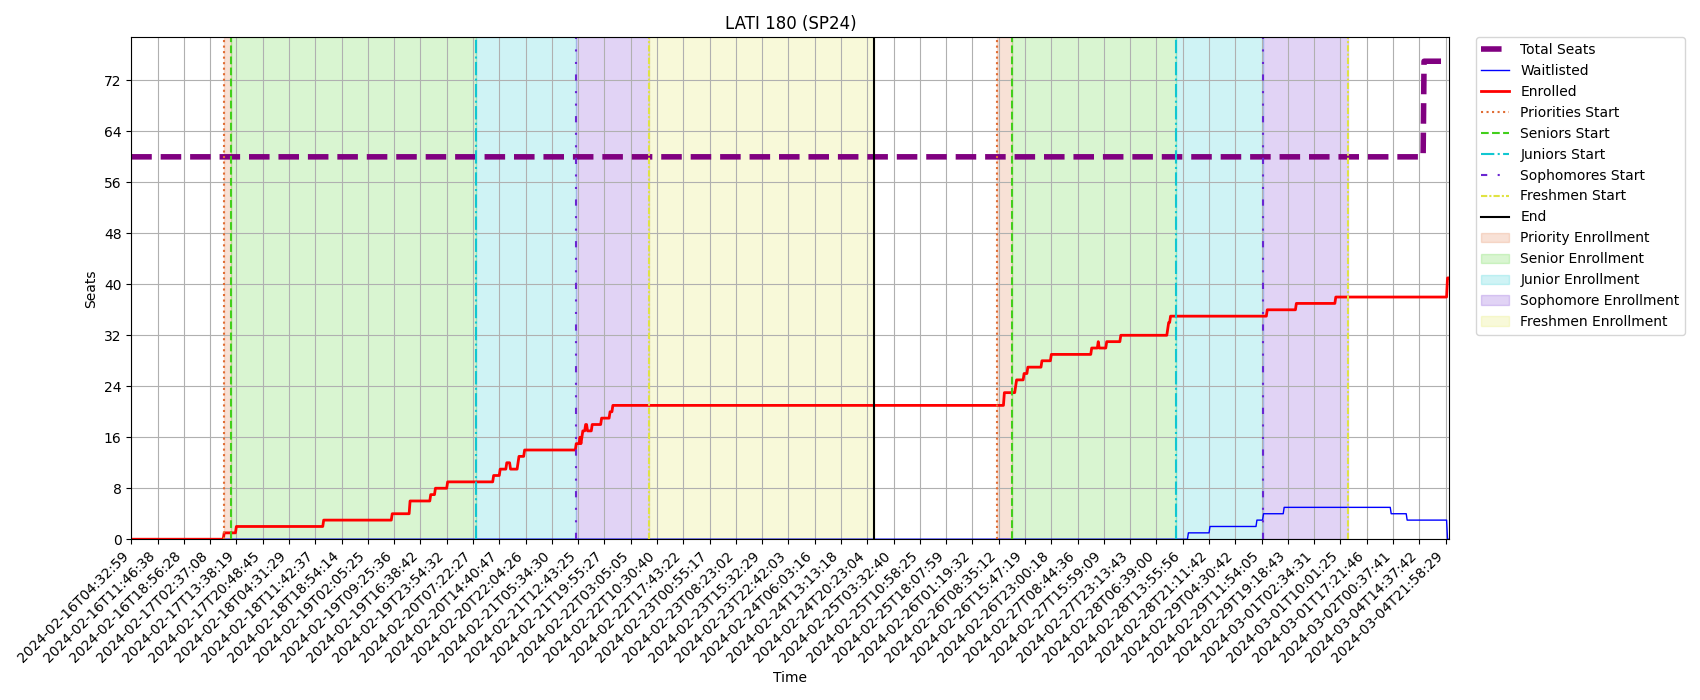 LATI 180 (SP24)
Seats
72
64
56
48
40
32
24
16
8
0
2024-02-16T04:32:59
2024-02-16T11:46:38
2024-02-16T18:56:28
2024-02-17T02:37:08
2024-02-17T13:38:19
2024-02-17T20:48:45
2024-02-18T04:31:29
2024-02-18T11:42:37
2024-02-18T18:54:14
2024-02-19T02:05:25
2024-02-19T09:25:36
2024-02-19T16:38:42
2024-02-19T23:54:32
2024-02-20T07:22:27
2024-02-20T14:40:47
2024-02-20T22:04:26
2024-02-21T05:34:30
2024-02-21T12:43:25
2024-02-21T19:55:27
2024-02-22T03:05:05
2024-02-22T10:30:40
2024-02-22T17:43:22
2024-02-23T00:55:17
2024-02-23T08:23:02
2024-02-23T15:32:29
2024-02-23T22:42:03
2024-02-24T06:03:16
2024-02-24T13:13:18
2024-02-24T20:23:04
2024-02-25T03:32:40
2024-02-25T10:58:25
2024-02-25T18:07:59
2024-02-26T01:19:32
2024-02-26T08:35:12
2024-02-26T15:47:19
2024-02-26T23:00:18
2024-02-27T08:44:36
2024-02-27T15:59:09
2024-02-27T23:13:43
2024-02-28T06:39:00
2024-02-28T13:55:56
2024-02-28T21:11:42
2024-02-29T04:30:42
2024-02-29T11:54:05
2024-02-29T19:18:43
2024-03-01T02:34:31
2024-03-01T10:01:25
2024-03-01T17:21:46
2024-03-02T00:37:41
2024-03-04T14:37:42
2024-03-04T21:58:29
Time
Total Seats
Waitlisted
Enrolled
Priorities Start
Seniors Start
Juniors Start
Sophomores Start
Freshmen Start
End
Priority Enrollment
Senior Enrollment
Junior Enrollment
Sophomore Enrollment
Freshmen Enrollment